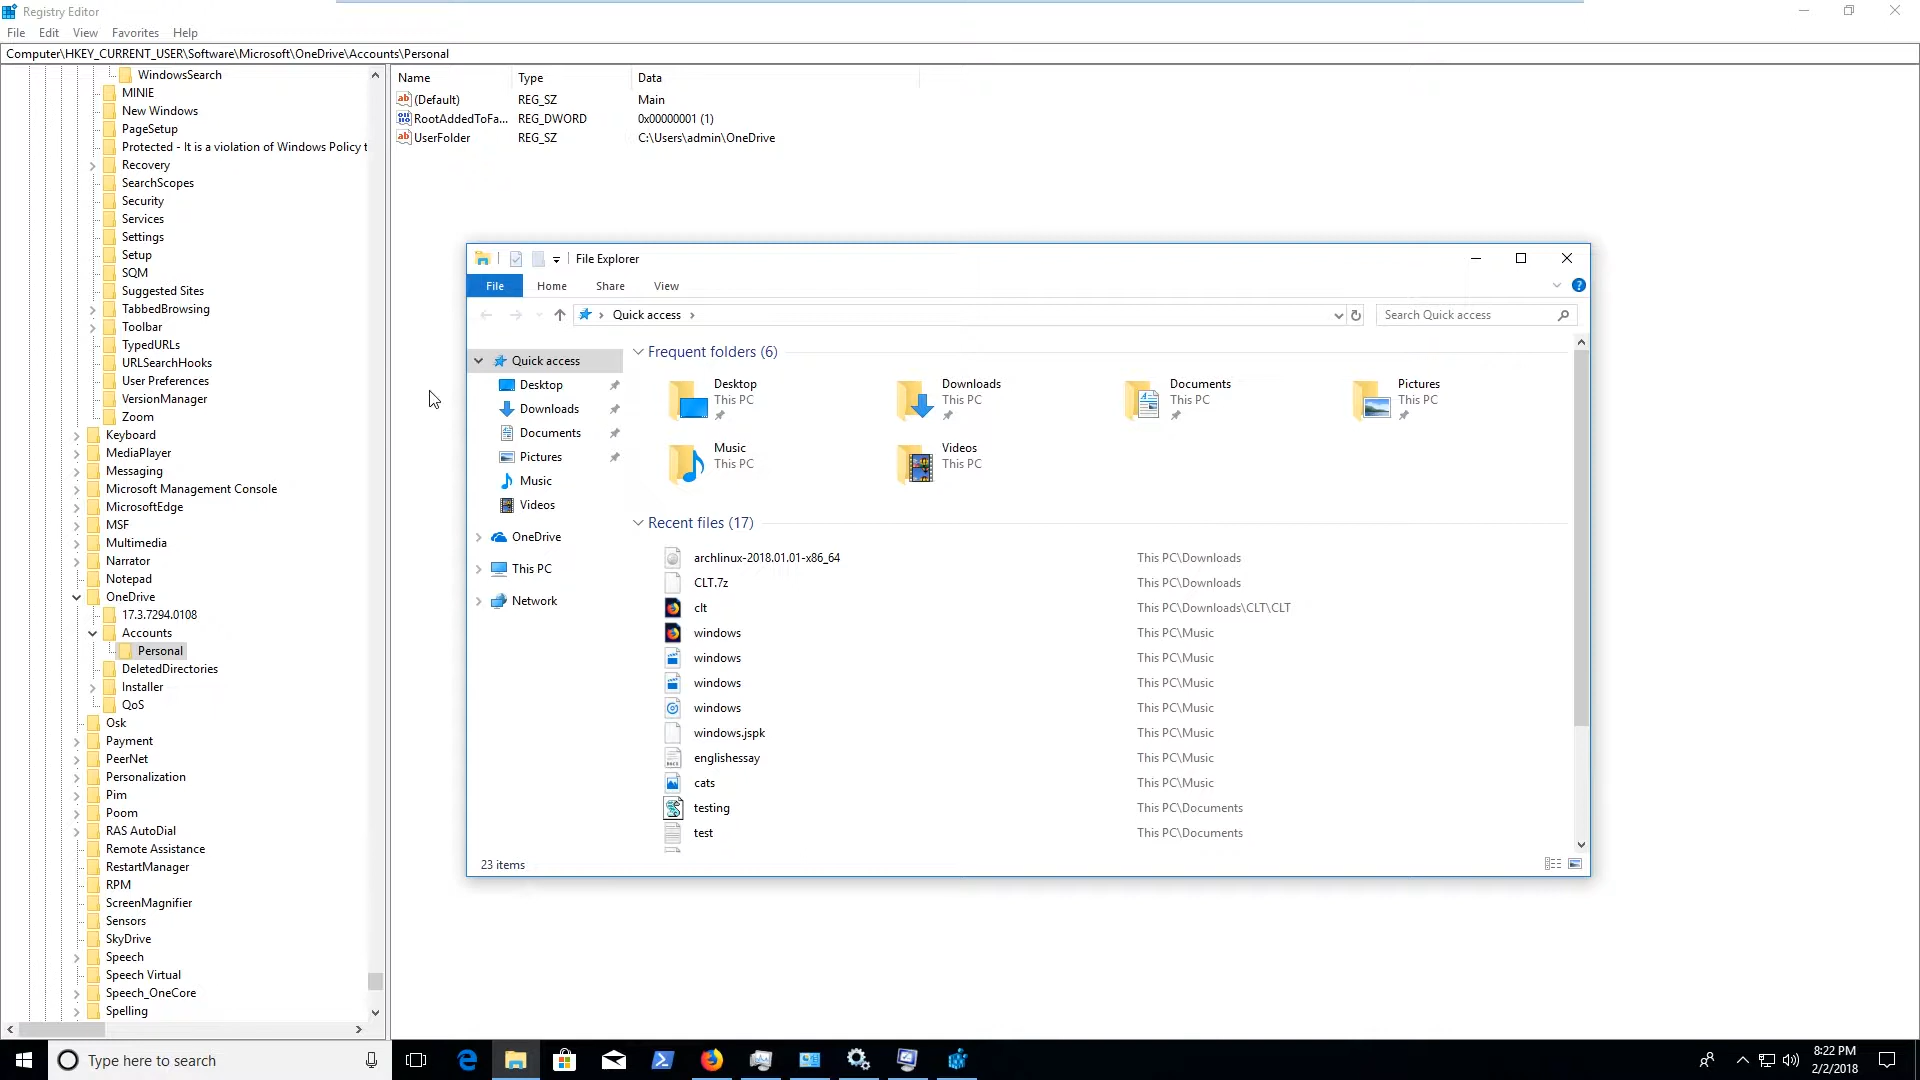 Registry Editor
File Edit View Favorites Help
Computer\HKEY_CURRENT_USER\Software\Microsoft\OneDrive\Accounts\Personal
WindowsSearch
MINIE
New Windows
PageSetup
Protected - It is a violation of Windows Policy t
Recovery
SearchScopes
Security
Services
Settings
Setup
SQM
Suggested Sites
TabbedBrowsing
Toolbar
TypedURLs
URLSearchHooks
User Preferences
VersionManager
Zoom
Keyboard
MediaPlayer
Messaging
Microsoft Management Console
MicrosoftEdge
MSF
Multimedia
Narrator
Notepad
OneDrive
17.3.7294.0108
Accounts
Personal
DeletedDirectories
Installer
QoS
Osk
Payment
PeerNet
Personalization
Pim
Poom
RAS AutoDial
Remote Assistance
RestartManager
RPM
ScreenMagnifier
Sensors
SkyDrive
Speech
Speech Virtual
Speech_OneCore
Spelling
Name Type Data
(Default) REG_SZ Main
RootAddedToFa... REG_DWORD 0x00000001 (1)
UserFolder REG_SZ C:\Users\admin\OneDrive
File Explorer
File Home Share View
Quick access
Search Quick access
Quick access
Desktop
Downloads
Documents
Pictures
Music
Videos
OneDrive
This PC
Network
Frequent folders (6)
Desktop
This PC
Downloads
This PC
Documents
This PC
Pictures
This PC
Music
This PC
Videos
This PC
Recent files (17)
archlinux-2018.01.01-x86_64 This PC\Downloads
CLT.7z This PC\Downloads
clt This PC\Downloads\CLT\CLT
windows This PC\Music
windows This PC\Music
windows This PC\Music
windows This PC\Music
windows.jspk This PC\Music
englishessay This PC\Music
cats This PC\Music
testing This PC\Documents
test This PC\Documents
23 items
Type here to search
8:22 PM
2/2/2018